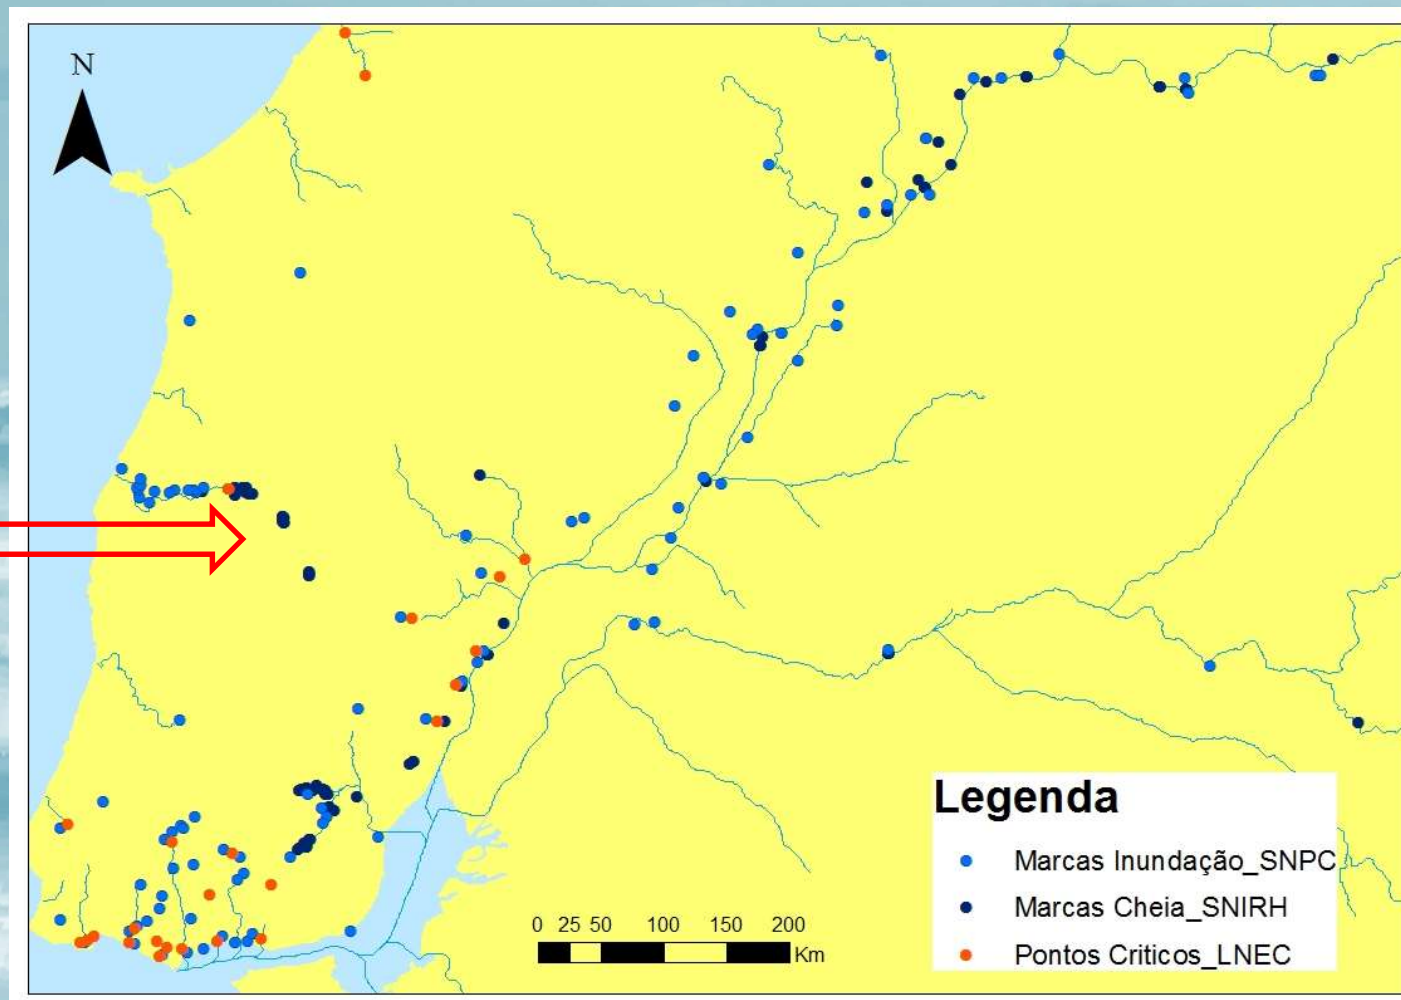 N
Legenda
Marcas Inundação_SNPC
Marcas Cheia_SNIRH
Pontos Criticos_LNEC
0 25 50 100 150 200
Km